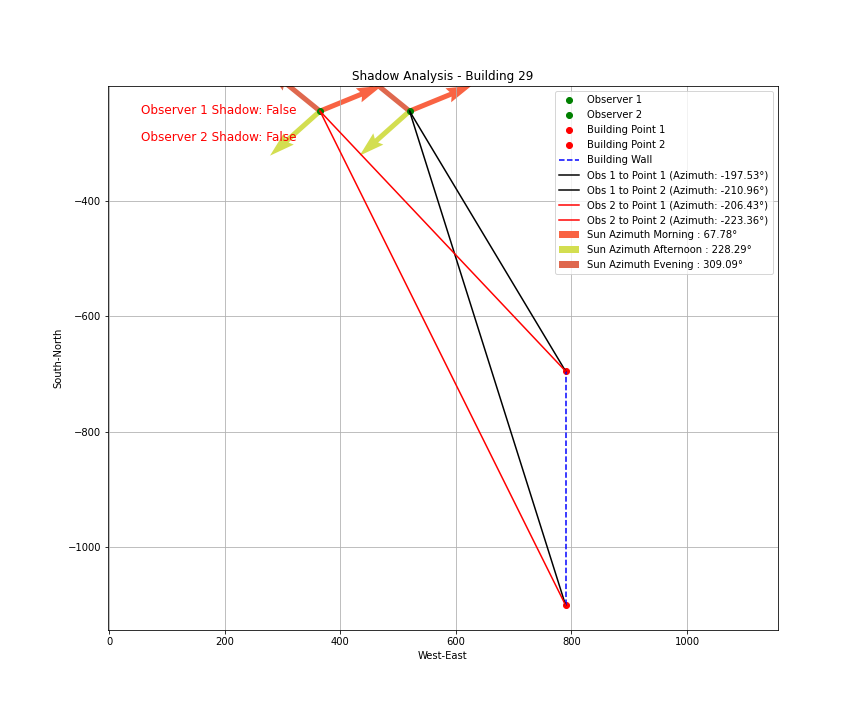 Shadow Analysis - Building 29
Observer 1 Shadow: False
Observer 2 Shadow: False
Observer 1
Observer 2
Building Point 1
Building Point 2
Building Wall
Obs 1 to Point 1 (Azimuth: -197.53°)
Obs 1 to Point 2 (Azimuth: -210.96°)
Obs 2 to Point 1 (Azimuth: -206.43°)
Obs 2 to Point 2 (Azimuth: -223.36°)
Sun Azimuth Morning : 67.78°
Sun Azimuth Afternoon : 228.29°
Sun Azimuth Evening : 309.09°
South-North
−400
−600
−800
−1000
0 200 400 600 800 1000
West-East